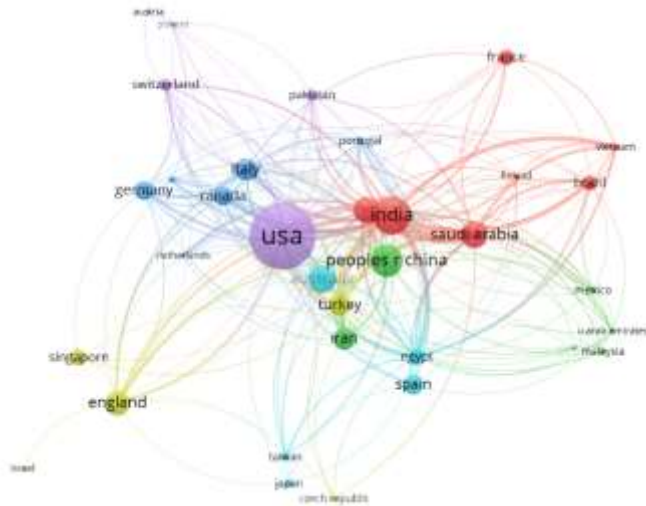 austria
france
switzerland
pakistan
portugal
vietnam
italy
germany
canada
brazil
india
usa
saudi arabia
netherlands
peoples r china
mexico
turkey
iran
malaysia
singapore
egypt
spain
england
taiwan
israel
japan
czech republic